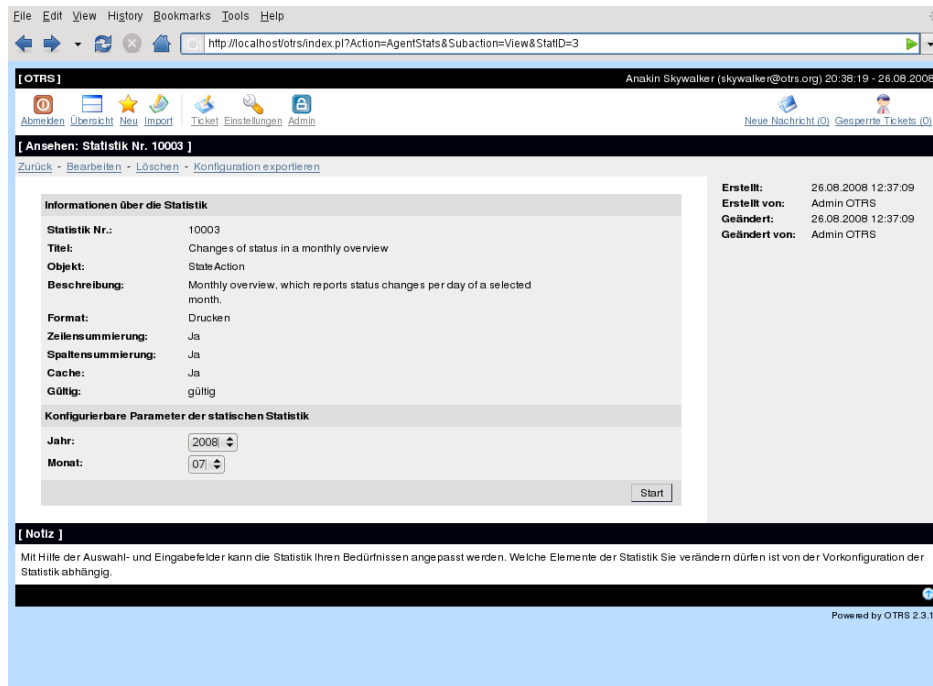 File Edit View History Bookmarks Tools Help
http://localhost/otrs/index.pl?Action=AgentStats&Subaction=View&StatID=3
[ OTRS ]
Anakin Skywalker (skywalker@otrs.org) 20:38:19 - 26.08.2008
Abmelden Übersicht Neu Import Ticket Einstellungen Admin
Neue Nachricht (0) Gesperrte Tickets (0)
[ Ansehen: Statistik Nr. 10003 ]
Zurück - Bearbeiten - Löschen - Konfiguration exportieren
Informationen über die Statistik
Statistik Nr.: 10003
Titel: Changes of status in a monthly overview
Objekt: StateAction
Beschreibung: Monthly overview, which reports status changes per day of a selected
month.
Format: Drucken
Zeilensummierung: Ja
Spaltensummierung: Ja
Cache: Ja
Gültig: gültig
Konfigurierbare Parameter der statischen Statistik
Jahr: 2008
Monat: 07
Start
Erstellt: 26.08.2008 12:37:09
Erstellt von: Admin OTRS
Geändert: 26.08.2008 12:37:09
Geändert von: Admin OTRS
[ Notiz ]
Mit Hilfe der Auswahl- und Eingabefelder kann die Statistik Ihren Bedürfnissen angepasst werden. Welche Elemente der Statistik Sie verändern dürfen ist von der Vorkonfiguration der
Statistik abhängig.
Powered by OTRS 2.3.1